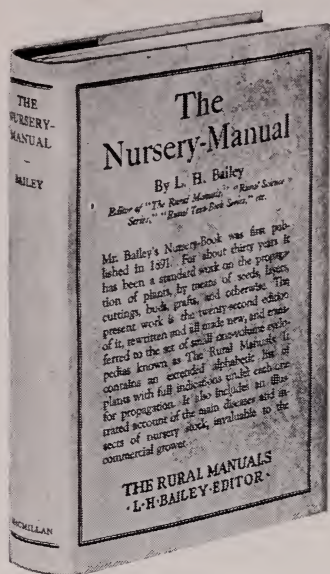 THE
NURSERY-
MANUAL
BAILEY
MACMILLAN
The
Nursery-Manual
By L. H. Bailey
Editor of "The Rural Manuals," "Rural Science
Series," "Rural Text-Book Series," etc.
Mr. Bailey's Nursery-Book was first pub-
lished in 1891. For about thirty years it
has been a standard work on the propaga-
tion of plants, by means of seeds, layers,
cuttings, buds, grafts, and otherwise. The
present work is the twenty-second edition
of it, rewritten and all made new, and trans-
ferred to the set of small one-volume cyclo-
pedias known as The Rural Manuals. It
contains an extended alphabetic list of
plants with full indications under each one
for propagation. It also includes an illus-
trated account of the main diseases and in-
sects of nursery stock, invaluable to the
commercial grower.
THE RURAL MANUALS
·L·H·BAILEY·EDITOR·